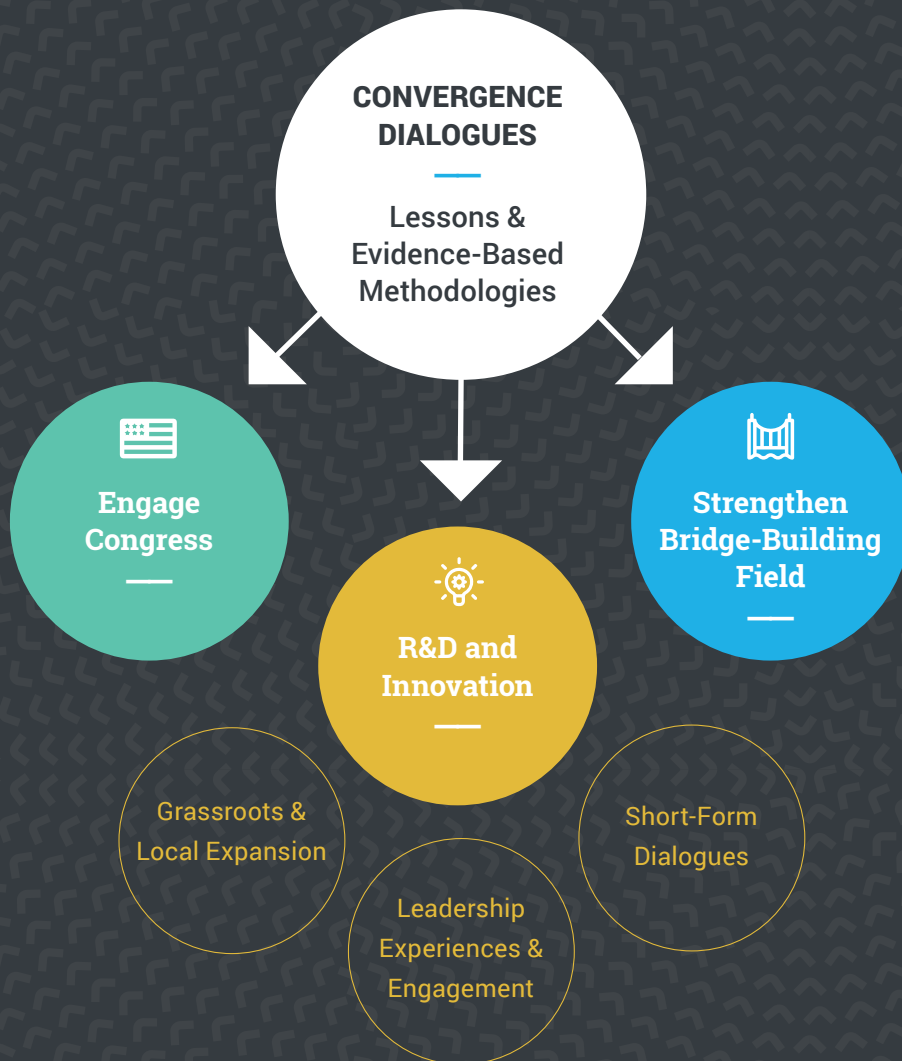 CONVERGENCE
DIALOGUES
Lessons &
Evidence-Based
Methodologies
Engage
Congress
R&D and
Innovation
Strengthen
Bridge-Building
Field
Grassroots &
Local Expansion
Leadership
Experiences &
Engagement
Short-Form
Dialogues